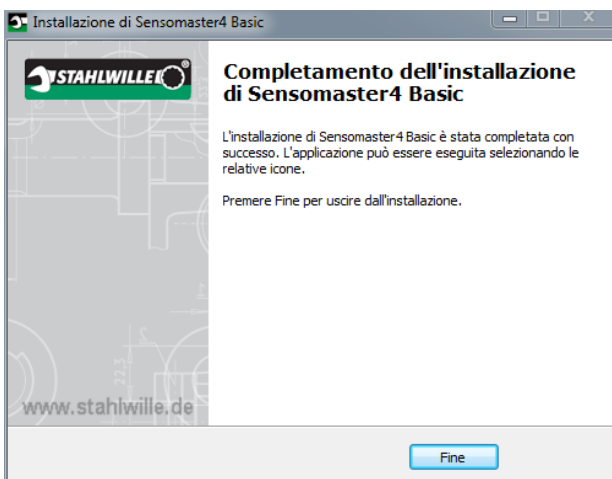 Installazione di Sensomaster4 Basic
STAHLWILLE
Completamento dell'installazione
di Sensomaster4 Basic
L'installazione di Sensomaster4 Basic è stata completata con
successo. L'applicazione può essere eseguita selezionando le
relative icone.
Premere Fine per uscire dall'installazione.
22,3
www.stahlwille.de
Fine